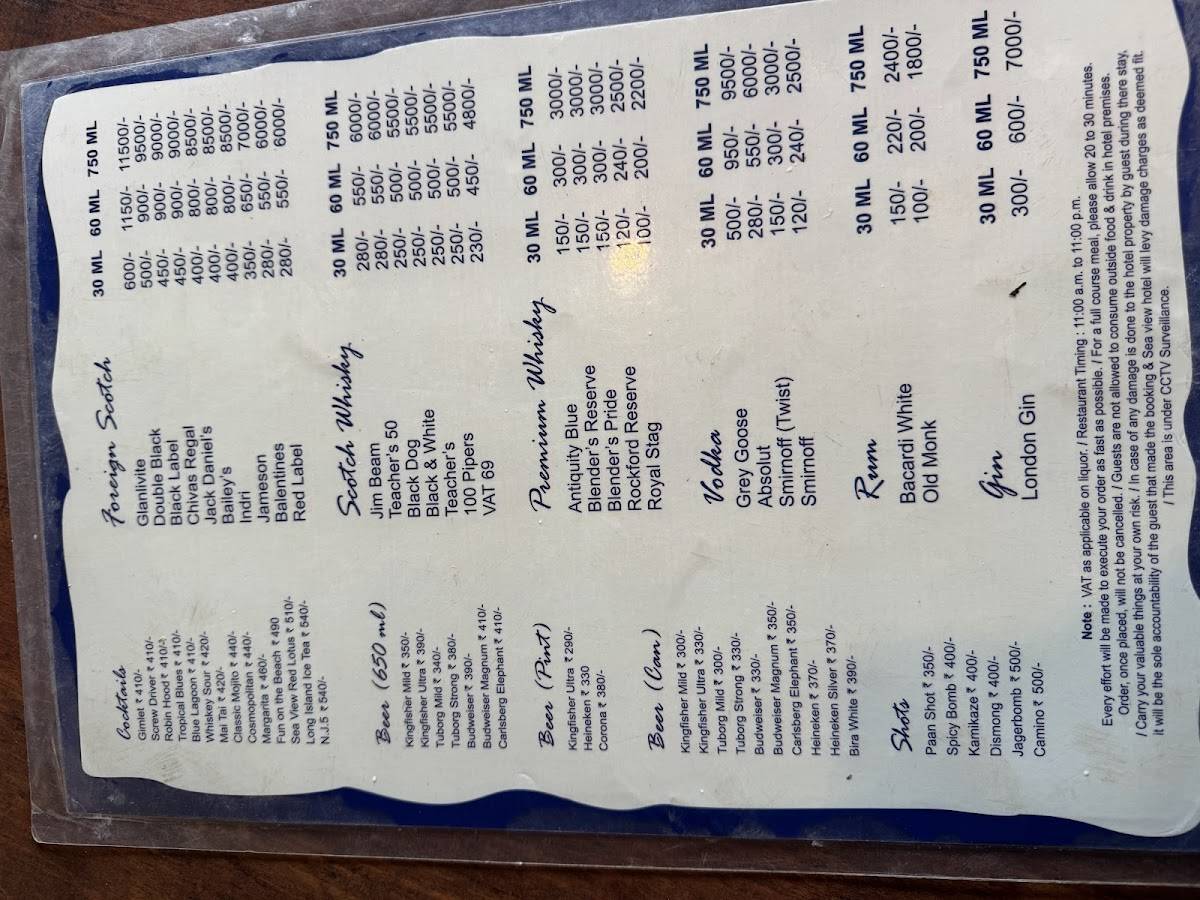 Cocktails
Gimlet ₹ 410/-
Screw Driver ₹ 410/-
Robin Hood ₹ 410/-
Tropical Blues ₹ 410/-
Blue Lagoon ₹ 410/-
Whiskey Sour ₹ 420/-
Mai Tai ₹ 420/-
Classic Mojito ₹ 440/-
Cosmopolitan ₹ 440/-
Margarita ₹ 460/-
Fun on the Beach ₹ 490
Sea View Red Lotus ₹ 510/-
Long Island Ice Tea ₹ 540/-
N.J.5 ₹ 540/-
Beer (650 ml)
Kingfisher Mild ₹ 350/-
Kingfisher Ultra ₹ 390/-
Tuborg Mild ₹ 340/-
Tuborg Strong ₹ 380/-
Budweiser ₹ 390/-
Budweiser Magnum ₹ 410/-
Carlsberg Elephant ₹ 410/-
Beer (Pint)
Kingfisher Ultra ₹ 290/-
Heineken ₹ 330
Corona ₹ 380/-
Beer (Can)
Kingfisher Mild ₹ 300/-
Kingfisher Ultra ₹ 330/-
Tuborg Mild ₹ 300/-
Tuborg Strong ₹ 330/-
Budweiser ₹ 330/-
Budweiser Magnum ₹ 350/-
Carlsberg Elephant ₹ 350/-
Heineken ₹ 370/-
Heineken Silver ₹ 370/-
Bira White ₹ 390/-
Shots
Paan Shot ₹ 350/-
Spicy Bomb ₹ 400/-
Kamikaze ₹ 400/-
Dismong ₹ 400/-
Jagerbomb ₹ 500/-
Camino ₹ 500/-
Foreign Scotch 30 ML 60 ML 750 ML
Glanlivite 600/- 1150/- 11500/-
Double Black 500/- 900/- 9500/-
Black Label 450/- 900/- 9000/-
Chivas Regal 450/- 900/- 9000/-
Jack Daniel's 400/- 800/- 8500/-
Bailey's 400/- 800/- 8500/-
Indri 400/- 800/- 8500/-
Jameson 350/- 650/- 7000/-
Balentines 280/- 550/- 6000/-
Red Label 280/- 550/- 6000/-
Scotch Whisky 30 ML 60 ML 750 ML
Jim Beam 280/- 550/- 6000/-
Teacher's 50 280/- 550/- 6000/-
Black Dog 250/- 500/- 5500/-
Black & White 250/- 500/- 5500/-
Teacher's 250/- 500/- 5500/-
100 Pipers 250/- 500/- 5500/-
VAT 69 230/- 450/- 4800/-
Premium Whisky 30 ML 60 ML 750 ML
Antiquity Blue 150/- 300/- 3000/-
Blender's Reserve 150/- 300/- 3000/-
Blender's Pride 150/- 300/- 3000/-
Rockford Reserve 120/- 240/- 2500/-
Royal Stag 100/- 200/- 2200/-
Vodka 30 ML 60 ML 750 ML
Grey Goose 500/- 950/- 9500/-
Absolut 280/- 550/- 6000/-
Smirnoff (Twist) 150/- 300/- 3000/-
Smirnoff 120/- 240/- 2500/-
Rum 30 ML 60 ML 750 ML
Bacardi White 150/- 220/- 2400/-
Old Monk 100/- 200/- 1800/-
Gin 30 ML 60 ML 750 ML
London Gin 300/- 600/- 7000/-
Note : VAT as applicable on liquor. / Restaurant Timing : 11:00 a.m. to 11:00 p.m.
Every effort will be made to execute your order as fast as possible. / For a full course meal, please allow 20 to 30 minutes.
Order, once placed, will not be cancelled. / Guests are not allowed to consume outside food & drink in hotel premises.
/ Carry your valuable things at your own risk. / In case of any damage is done to the hotel property by guest during there stay,
it will be the sole accountability of the guest that made the booking & Sea view hotel will levy damage charges as deemed fit.
/ This area is under CCTV Surveillance.